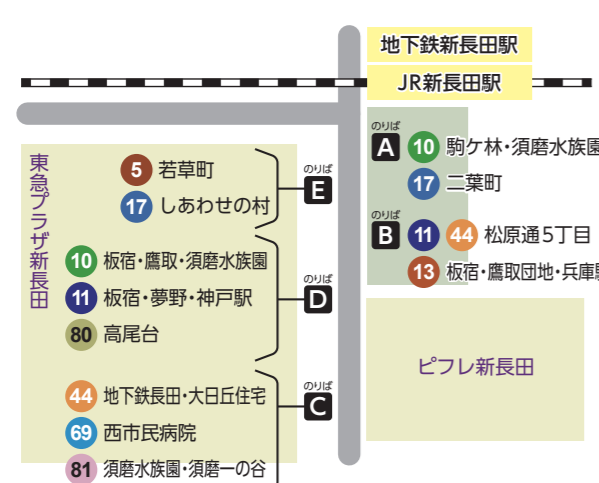 地下鉄新長田駅
JR新長田駅
のりば
A 10 駒ケ林・須磨水族園
17 二葉町
のりば
B 11 44 松原通5丁目
13 板宿・鷹取団地・兵庫駅
ピフレ新長田
東急プラザ新長田
5 若草町
17 しあわせの村
のりば
E
10 板宿・鷹取・須磨水族園
11 板宿・夢野・神戸駅
80 高尾台
のりば
D
44 地下鉄長田・大日丘住宅
69 西市民病院
81 須磨水族園・須磨一の谷
のりば
C